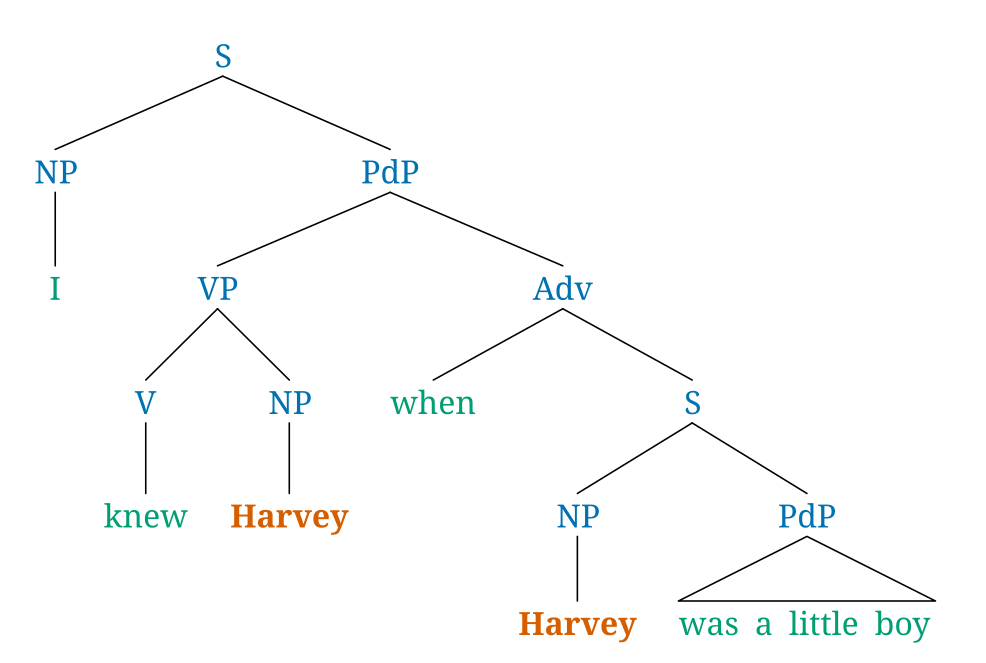 S
NP PdP
I VP Adv
V NP when S
knew Harvey NP PdP
Harvey was a little boy